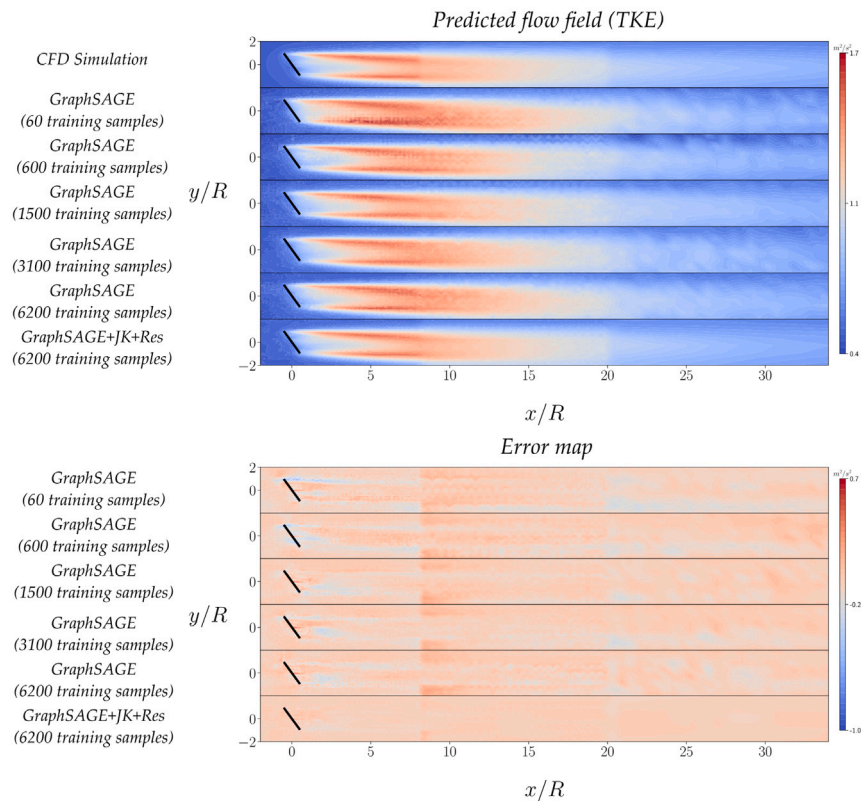 Predicted flow field (TKE)
CFD Simulation
GraphSAGE
(60 training samples)
GraphSAGE
(600 training samples)
GraphSAGE
(1500 training samples)
GraphSAGE
(3100 training samples)
GraphSAGE
(6200 training samples)
GraphSAGE+JK+Res
(6200 training samples)
y/R
2
0
0
0
0
0
0
0
−2
0 5 10 15 20 25 30
x/R
m²/s²
1.7
1.1
0.4
Error map
GraphSAGE
(60 training samples)
GraphSAGE
(600 training samples)
GraphSAGE
(1500 training samples)
GraphSAGE
(3100 training samples)
GraphSAGE
(6200 training samples)
GraphSAGE+JK+Res
(6200 training samples)
y/R
2
0
0
0
0
0
0
−2
0 5 10 15 20 25 30
x/R
m²/s²
0.7
-0.2
-1.0